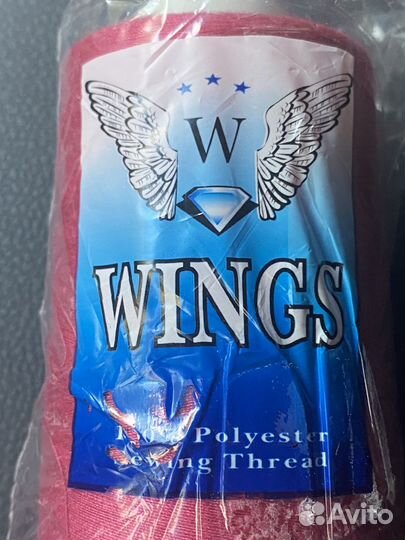 W
WINGS
Polyester
Sewing Thread
Avito